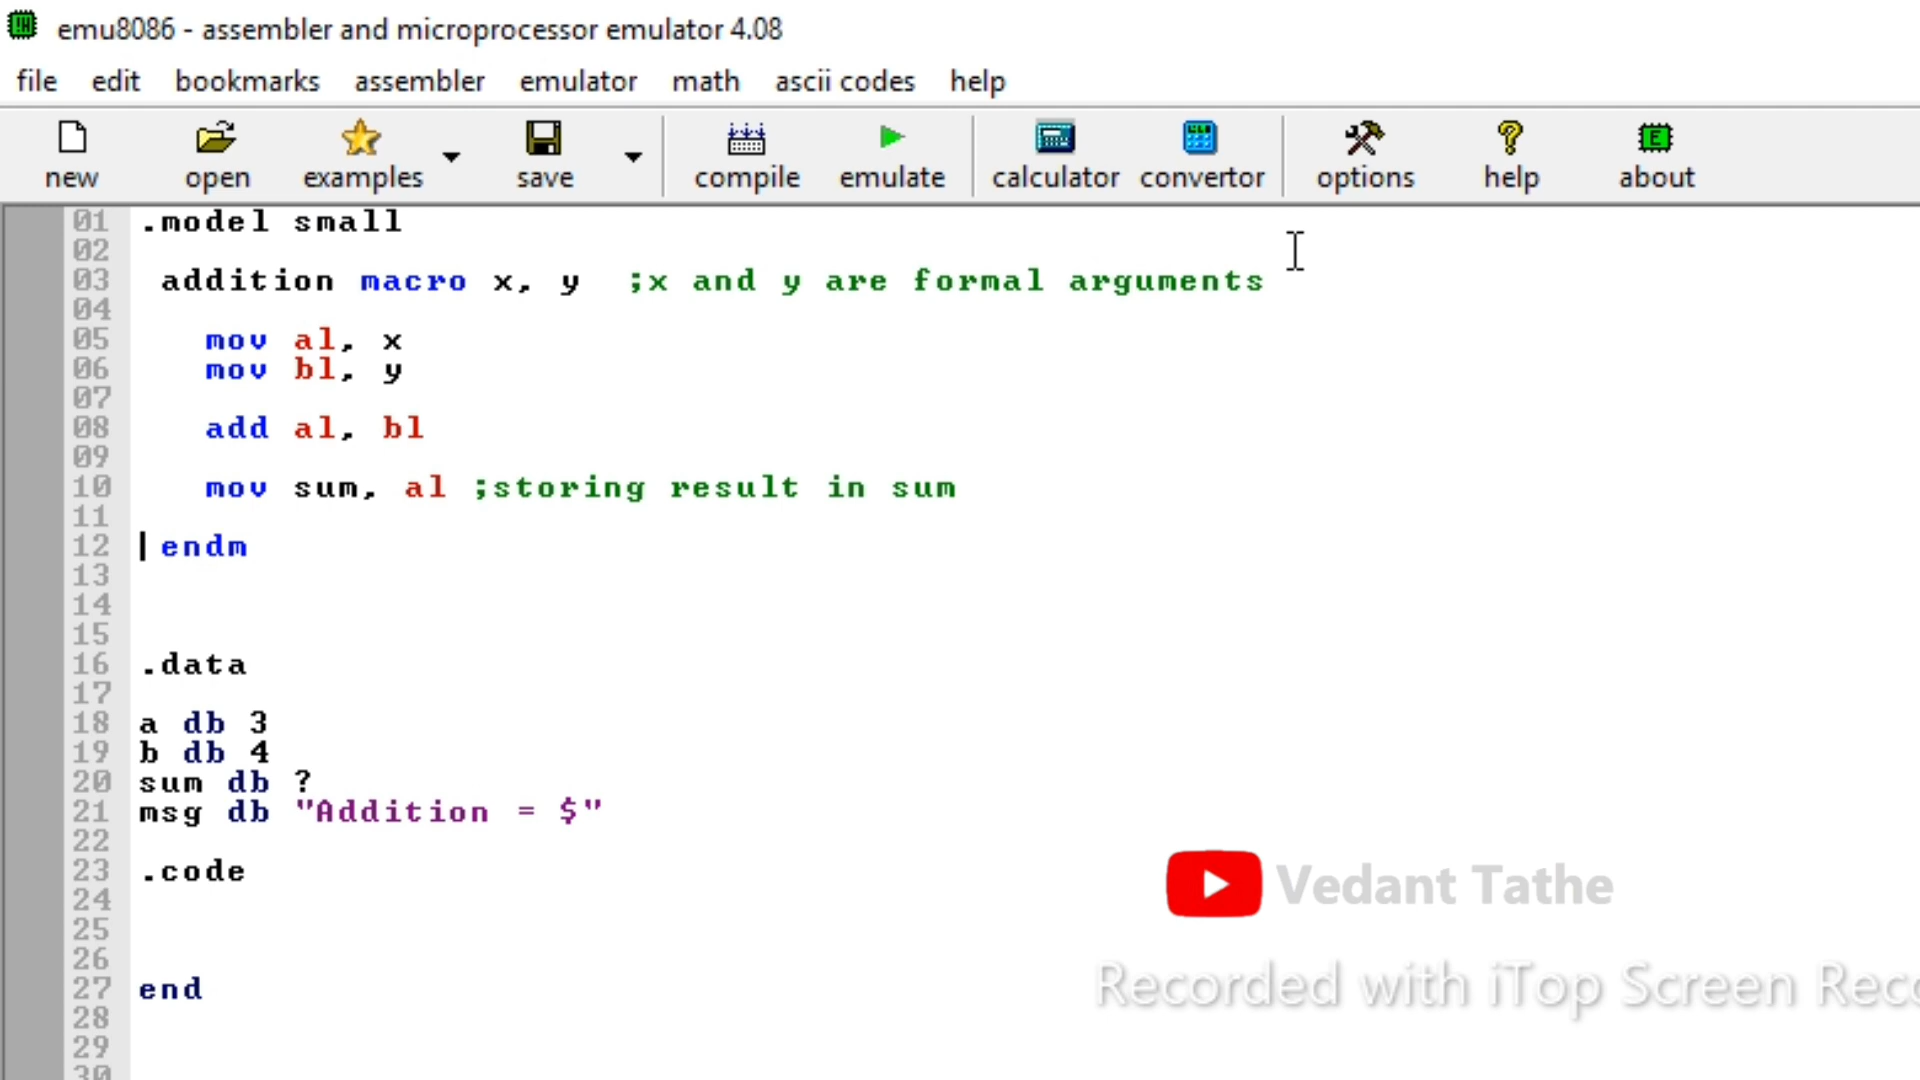 emu8086 - assembler and microprocessor emulator 4.08
file edit bookmarks assembler emulator math ascii codes help
new open examples save compile emulate calculator convertor options help about
01 .model small
02
03 addition macro x, y ;x and y are formal arguments
04
05 mov al, x
06 mov bl, y
07
08 add al, bl
09
10 mov sum, al ;storing result in sum
11
12 endm
13
14
15
16 .data
17
18 a db 3
19 b db 4
20 sum db ?
21 msg db "Addition = $"
22
23 .code
24
25
26
27 end
28
29
30
Vedant Tathe
Recorded with iTop Screen Reco